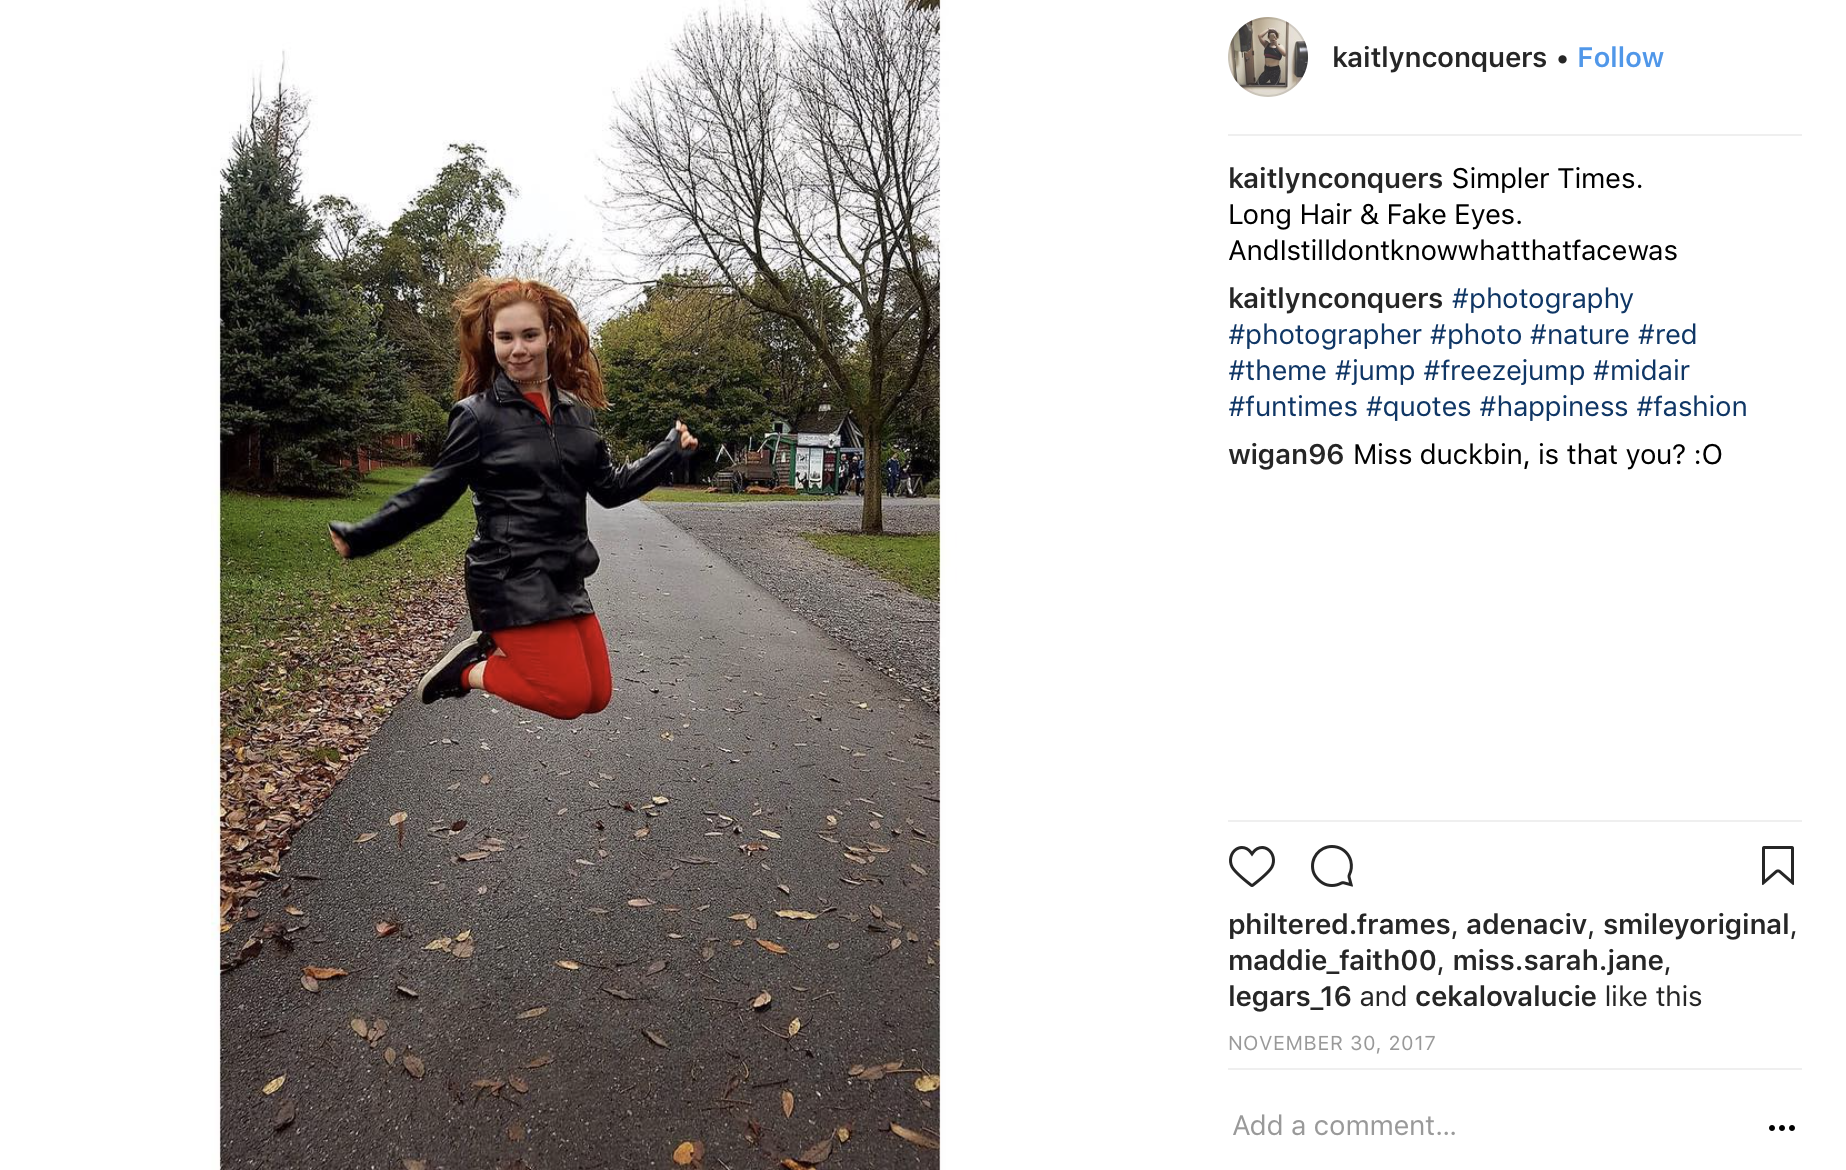 kaitlynconquers • Follow
kaitlynconquers Simpler Times.
Long Hair & Fake Eyes.
AndIstilldontknowwhatthatfacewas
kaitlynconquers #photography
#photographer #photo #nature #red
#theme #jump #freezejump #midair
#funtimes #quotes #happiness #fashion
wigan96 Miss duckbin, is that you? :O
philtered.frames, adenaciv, smileyoriginal,
maddie_faith00, miss.sarah.jane,
legars_16 and cekalovalucie like this
NOVEMBER 30, 2017
Add a comment...